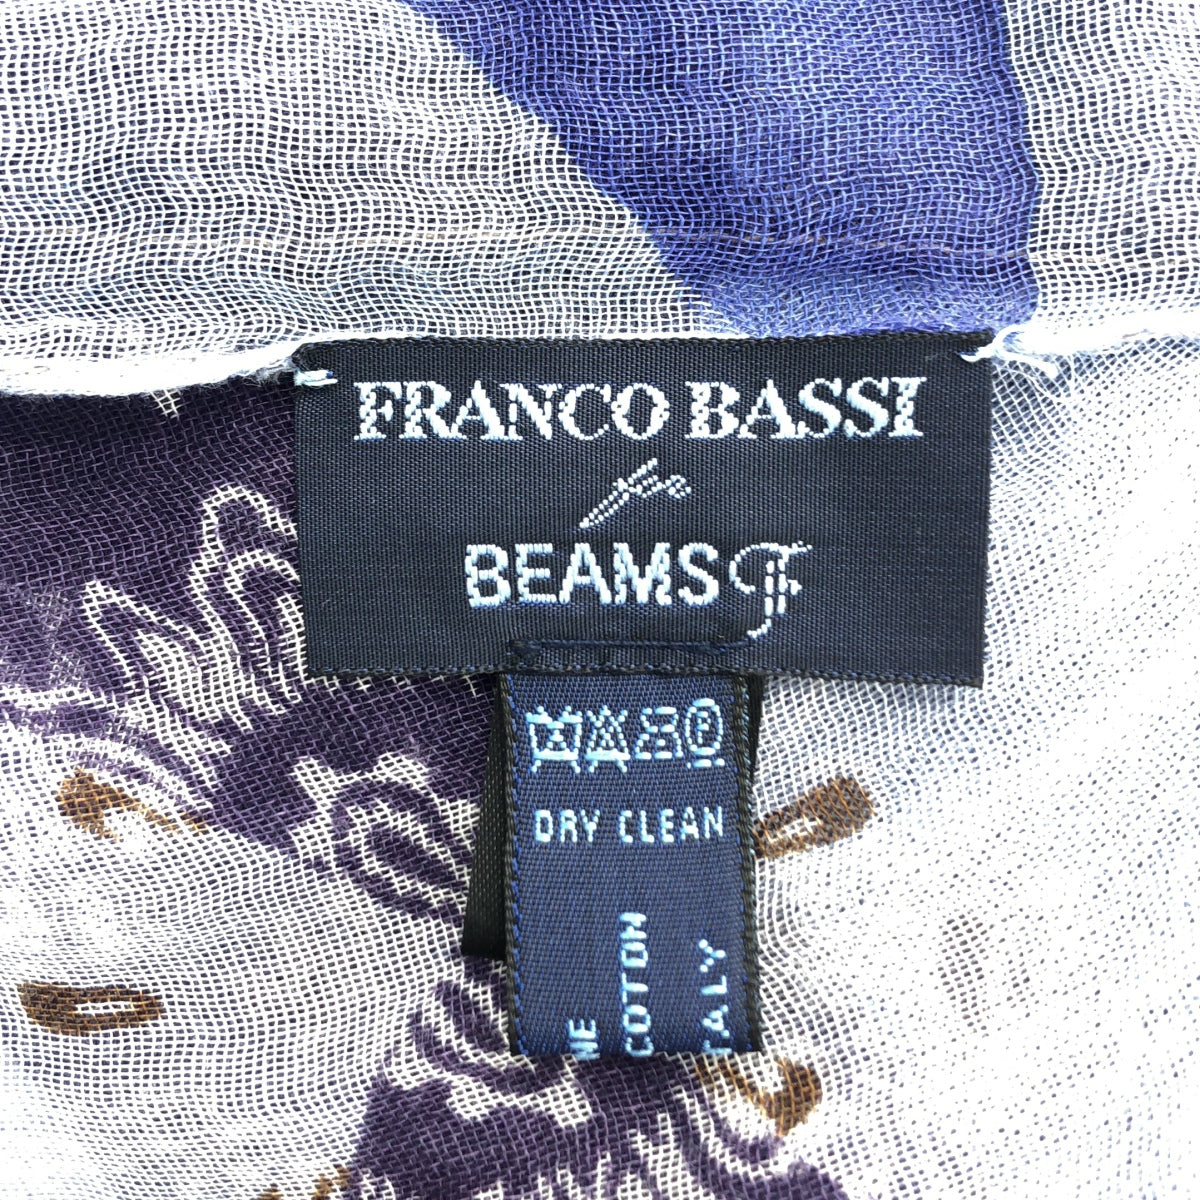 FRANCO BASSI
for
BEAMS F
DRY CLEAN
COTON